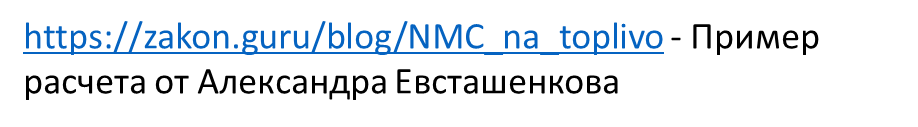 https://zakon.guru/blog/NMC_na_toplivo - Пример
расчета от Александра Евсташенкова